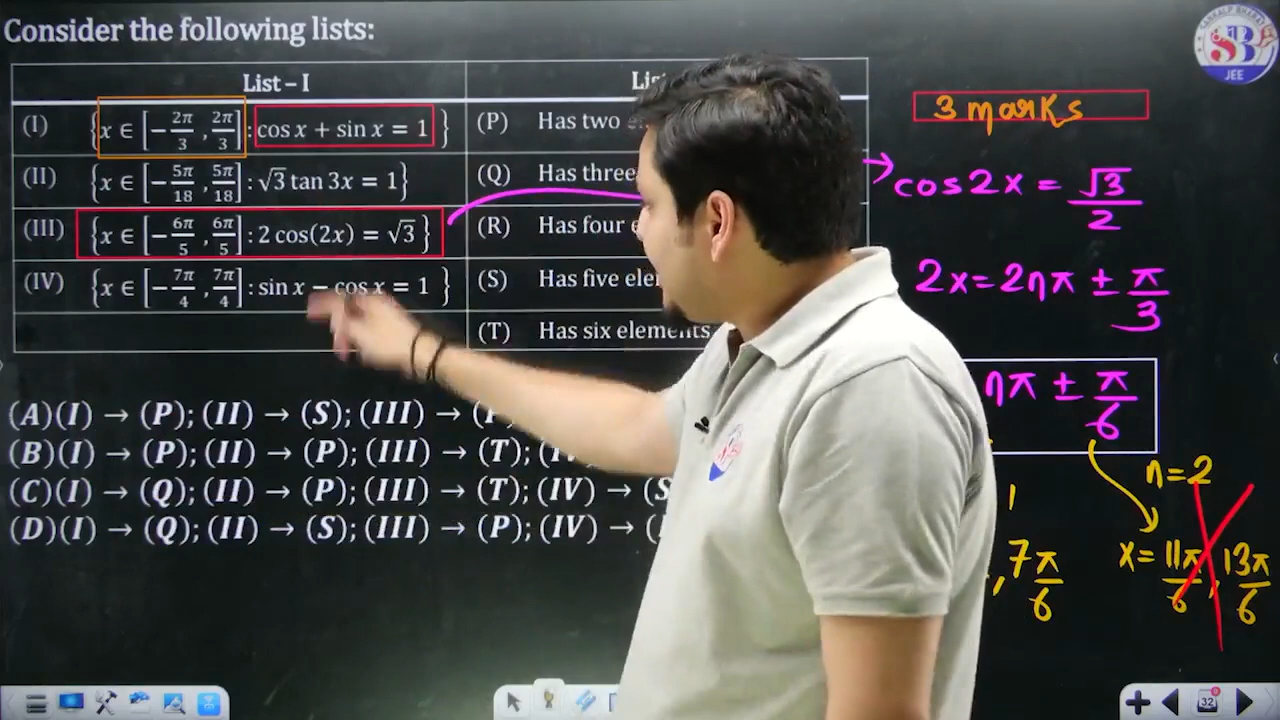 Consider the following lists:
List – I
(I) {x ∈ [−2π/3 , 2π/3] : cos x + sin x = 1 } (P) Has two
(II) {x ∈ [−5π/18 , 5π/18] : √3 tan 3x = 1} (Q) Has three
(III) {x ∈ [−6π/5 , 6π/5] : 2 cos(2x) = √3 } (R) Has four
(IV) {x ∈ [−7π/4 , 7π/4] : sin x − cos x = 1 } (S) Has five
(T) Has six elements
(A)(I) → (P); (II) → (S); (III) →
(B)(I) → (P); (II) → (P); (III) → (T);
(C)(I) → (Q); (II) → (P); (III) → (T); (IV) → (S
(D)(I) → (Q); (II) → (S); (III) → (P); (IV) →
JEE
3 marks
cos2x = √3/2
2x = 2nπ ± π/3
nπ ± π/6
n=2
, 7π/6
x = 11π/6 , 13π/6
32